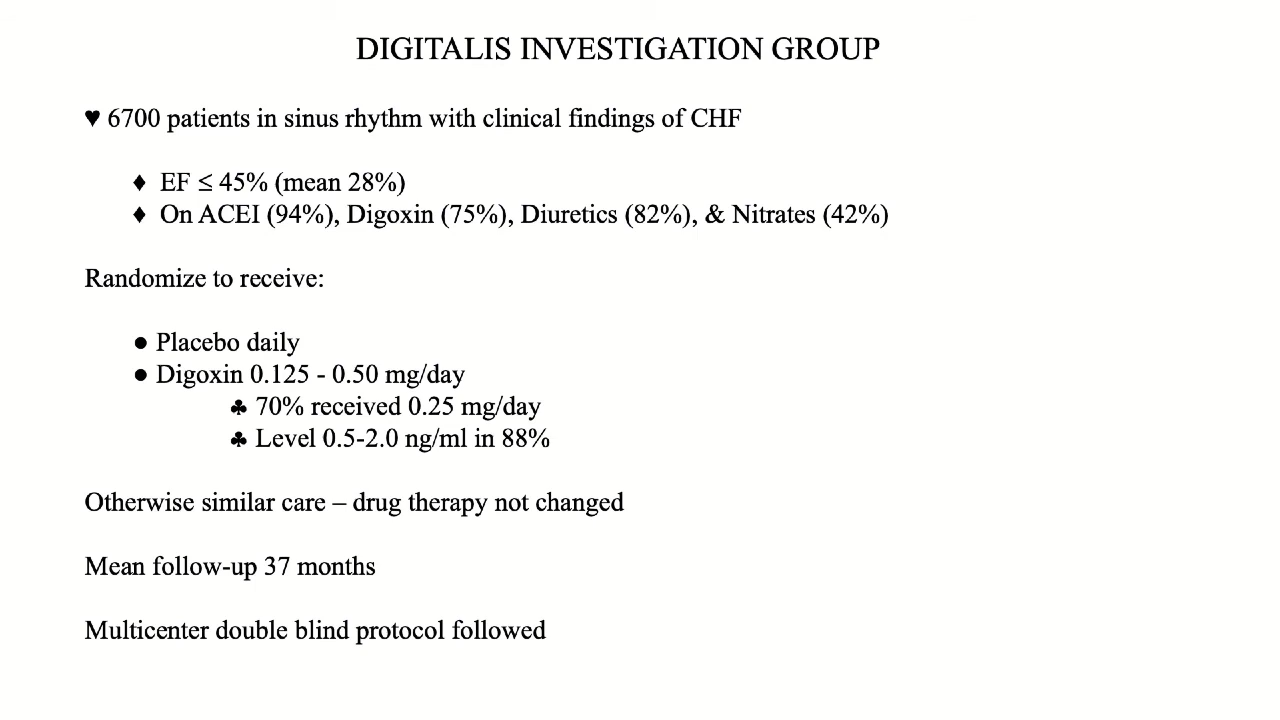 DIGITALIS INVESTIGATION GROUP
♥ 6700 patients in sinus rhythm with clinical findings of CHF
♦ EF ≤ 45% (mean 28%)
♦ On ACEI (94%), Digoxin (75%), Diuretics (82%), & Nitrates (42%)
Randomize to receive:
● Placebo daily
● Digoxin 0.125 - 0.50 mg/day
♣ 70% received 0.25 mg/day
♣ Level 0.5-2.0 ng/ml in 88%
Otherwise similar care – drug therapy not changed
Mean follow-up 37 months
Multicenter double blind protocol followed